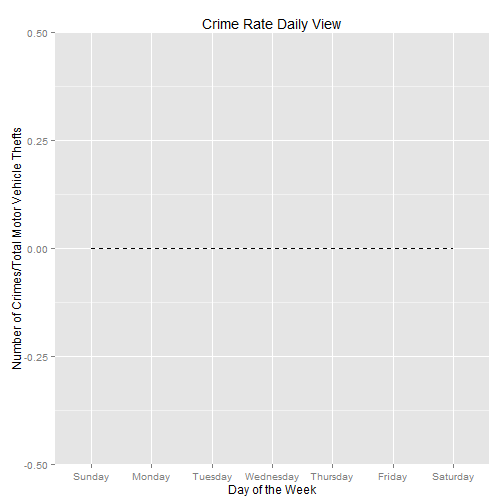 Crime Rate Daily View
Number of Crimes/Total Motor Vehicle Thefts
0.50
0.25
0.00
-0.25
-0.50
Sunday Monday Tuesday Wednesday Thursday Friday Saturday
Day of the Week